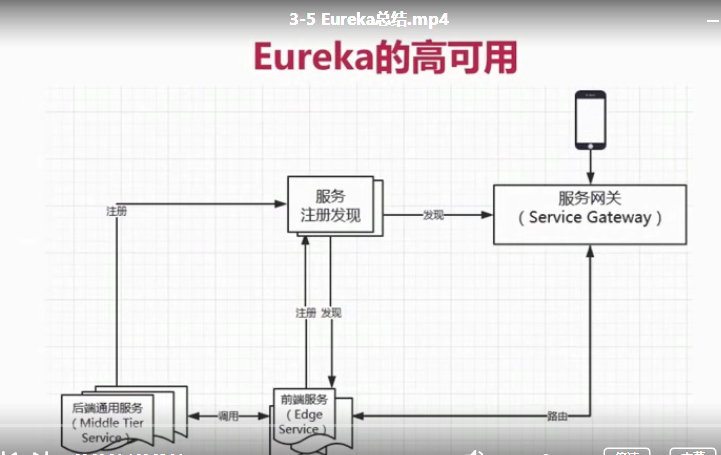 3-5 Eureka总结.mp4
Eureka的高可用
服务
注册发现
服务网关
（Service Gateway）
注册
发现
注册
发现
后端通用服务
（Middle Tier
Service）
调用
前端服务
（Edge
Service）
路由